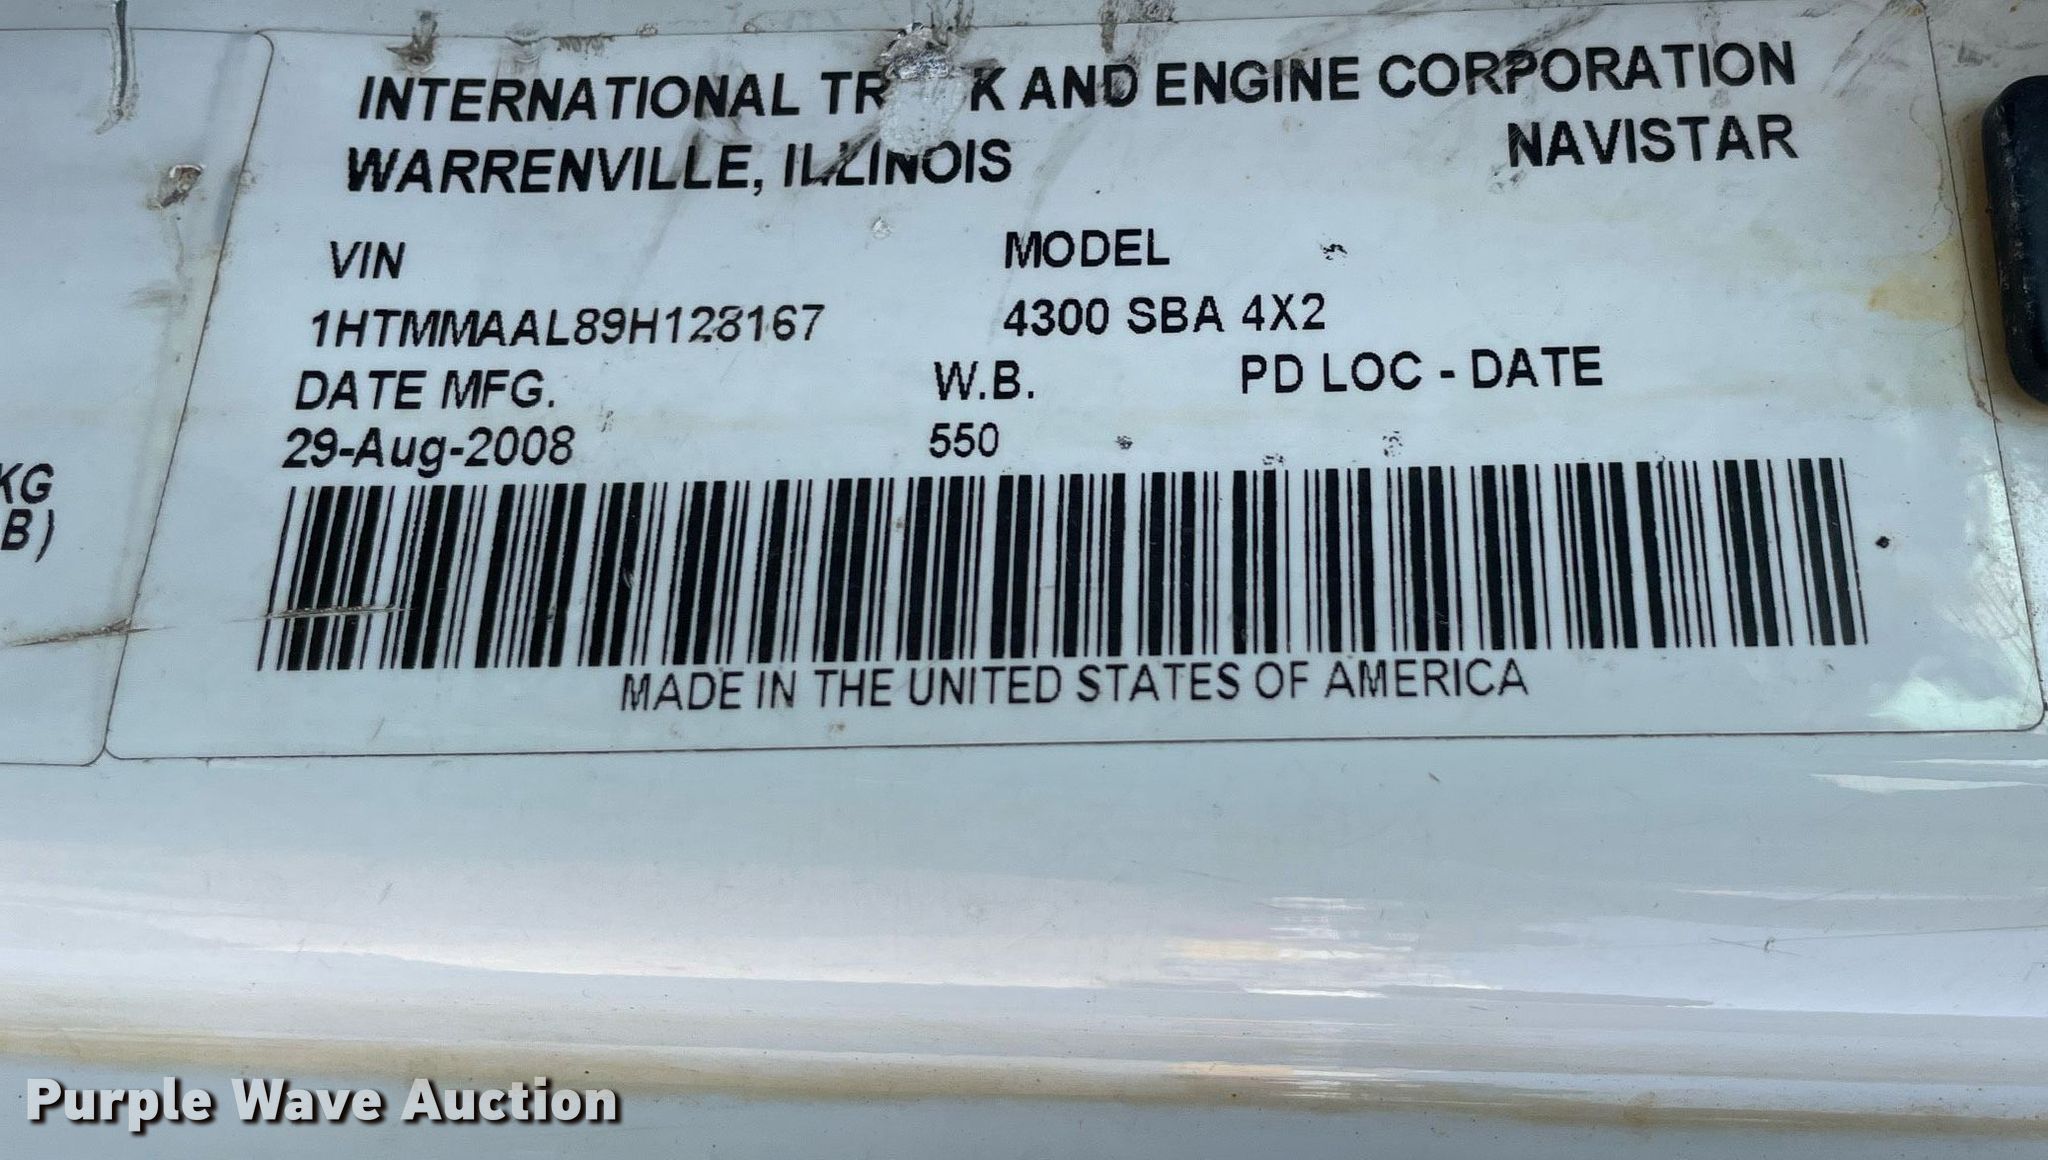 INTERNATIONAL TR K AND ENGINE CORPORATION
WARRENVILLE, ILLINOIS NAVISTAR
VIN MODEL
1HTMMAAL89H128167 4300 SBA 4X2
DATE MFG. W.B. PD LOC - DATE
29-Aug-2008 550
KG
B)
MADE IN THE UNITED STATES OF AMERICA
Purple Wave Auction